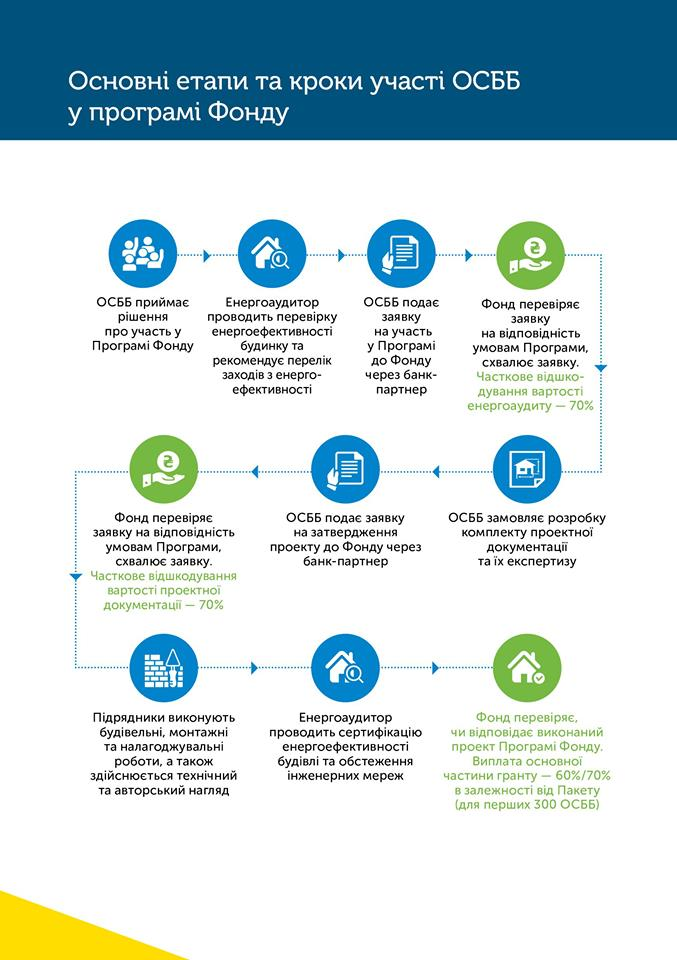 Основні етапи та кроки участі ОСББ
у програмі Фонду
ОСББ приймає
рішення
про участь у
Програмі Фонду
Енергоаудитор
проводить перевірку
енергоефективності
будинку та
рекомендує перелік
заходів з енерго-
ефективності
ОСББ подає
заявку
на участь
у Програмі
до Фонду
через банк-
партнер
Фонд перевіряє
заявку
на відповідність
умовам Програми,
схвалює заявку.
Часткове відшко-
дування вартості
енергоаудиту — 70%
Фонд перевіряє
заявку на відповідність
умовам Програми,
схвалює заявку.
Часткове відшкодування
вартості проектної
документації — 70%
ОСББ подає заявку
на затвердження
проекту до Фонду через
банк-партнер
ОСББ замовляє розробку
комплекту проектної
документації
та їх експертизу
Підрядники виконують
будівельні, монтажні
та налагоджувальні
роботи, а також
здійснюється технічний
та авторський нагляд
Енергоаудитор
проводить сертифікацію
енергоефективності
будівлі та обстеження
інженерних мереж
Фонд перевіряє,
чи відповідає виконаний
проект Програмі Фонду.
Виплата основної
частини гранту — 60%/70%
в залежності від Пакету
(для перших 300 ОСББ)